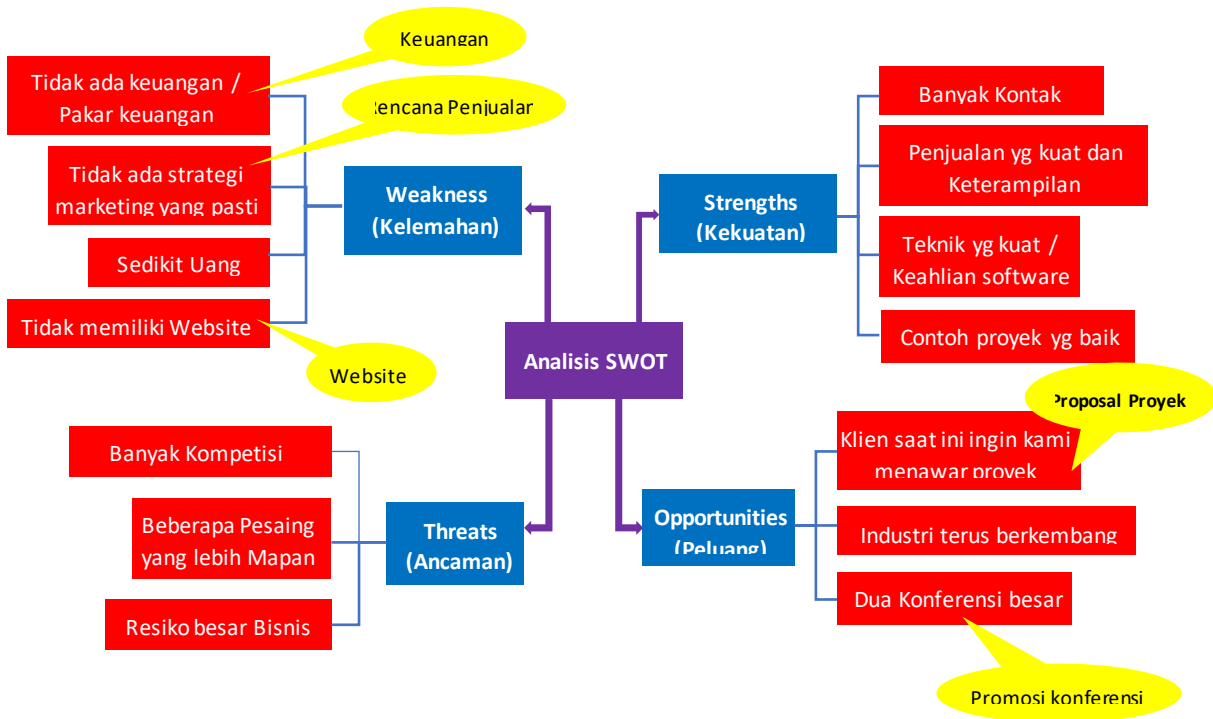 Keuangan
Tidak ada keuangan /
Pakar keuangan
Rencana Penjualan
Tidak ada strategi
marketing yang pasti
Sedikit Uang
Tidak memiliki Website
Website
Weakness
(Kelemahan)
Strengths
(Kekuatan)
Banyak Kontak
Penjualan yg kuat dan
Keterampilan
Teknik yg kuat /
Keahlian software
Contoh proyek yg baik
Analisis SWOT
Proposal Proyek
Banyak Kompetisi
Beberapa Pesaing
yang lebih Mapan
Resiko besar Bisnis
Threats
(Ancaman)
Opportunities
(Peluang)
Klien saat ini ingin kami
menawar proyek
Industri terus berkembang
Dua Konferensi besar
Promosi konferensi